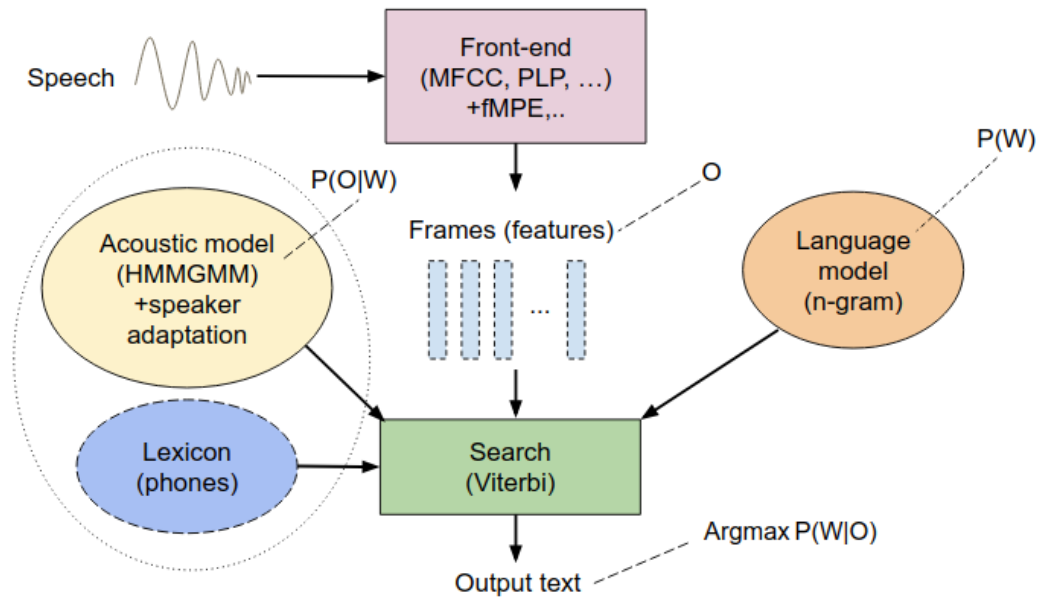 Speech
Front-end
(MFCC, PLP, …)
+fMPE,..
P(W)
P(O|W)
O
Acoustic model
(HMMGMM)
+speaker
adaptation
Frames (features)
...
Language
model
(n-gram)
Lexicon
(phones)
Search
(Viterbi)
Argmax P(W|O)
Output text